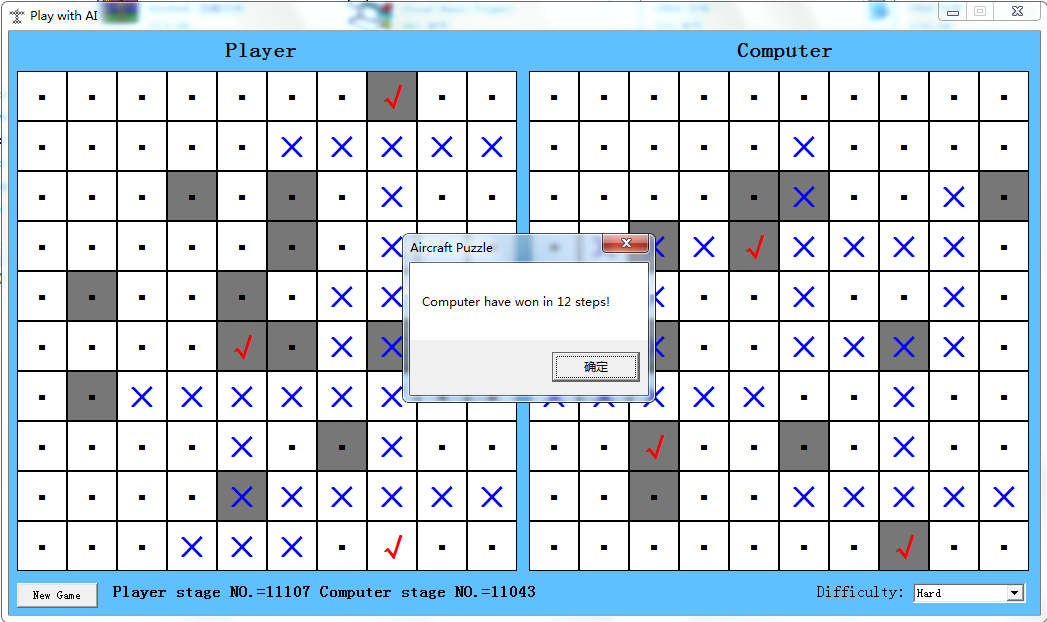 Play with AI
Player
Computer
Aircraft Puzzle
Computer have won in 12 steps!
确定
New Game
Player stage NO.=11107 Computer stage NO.=11043
Difficulty:
Hard